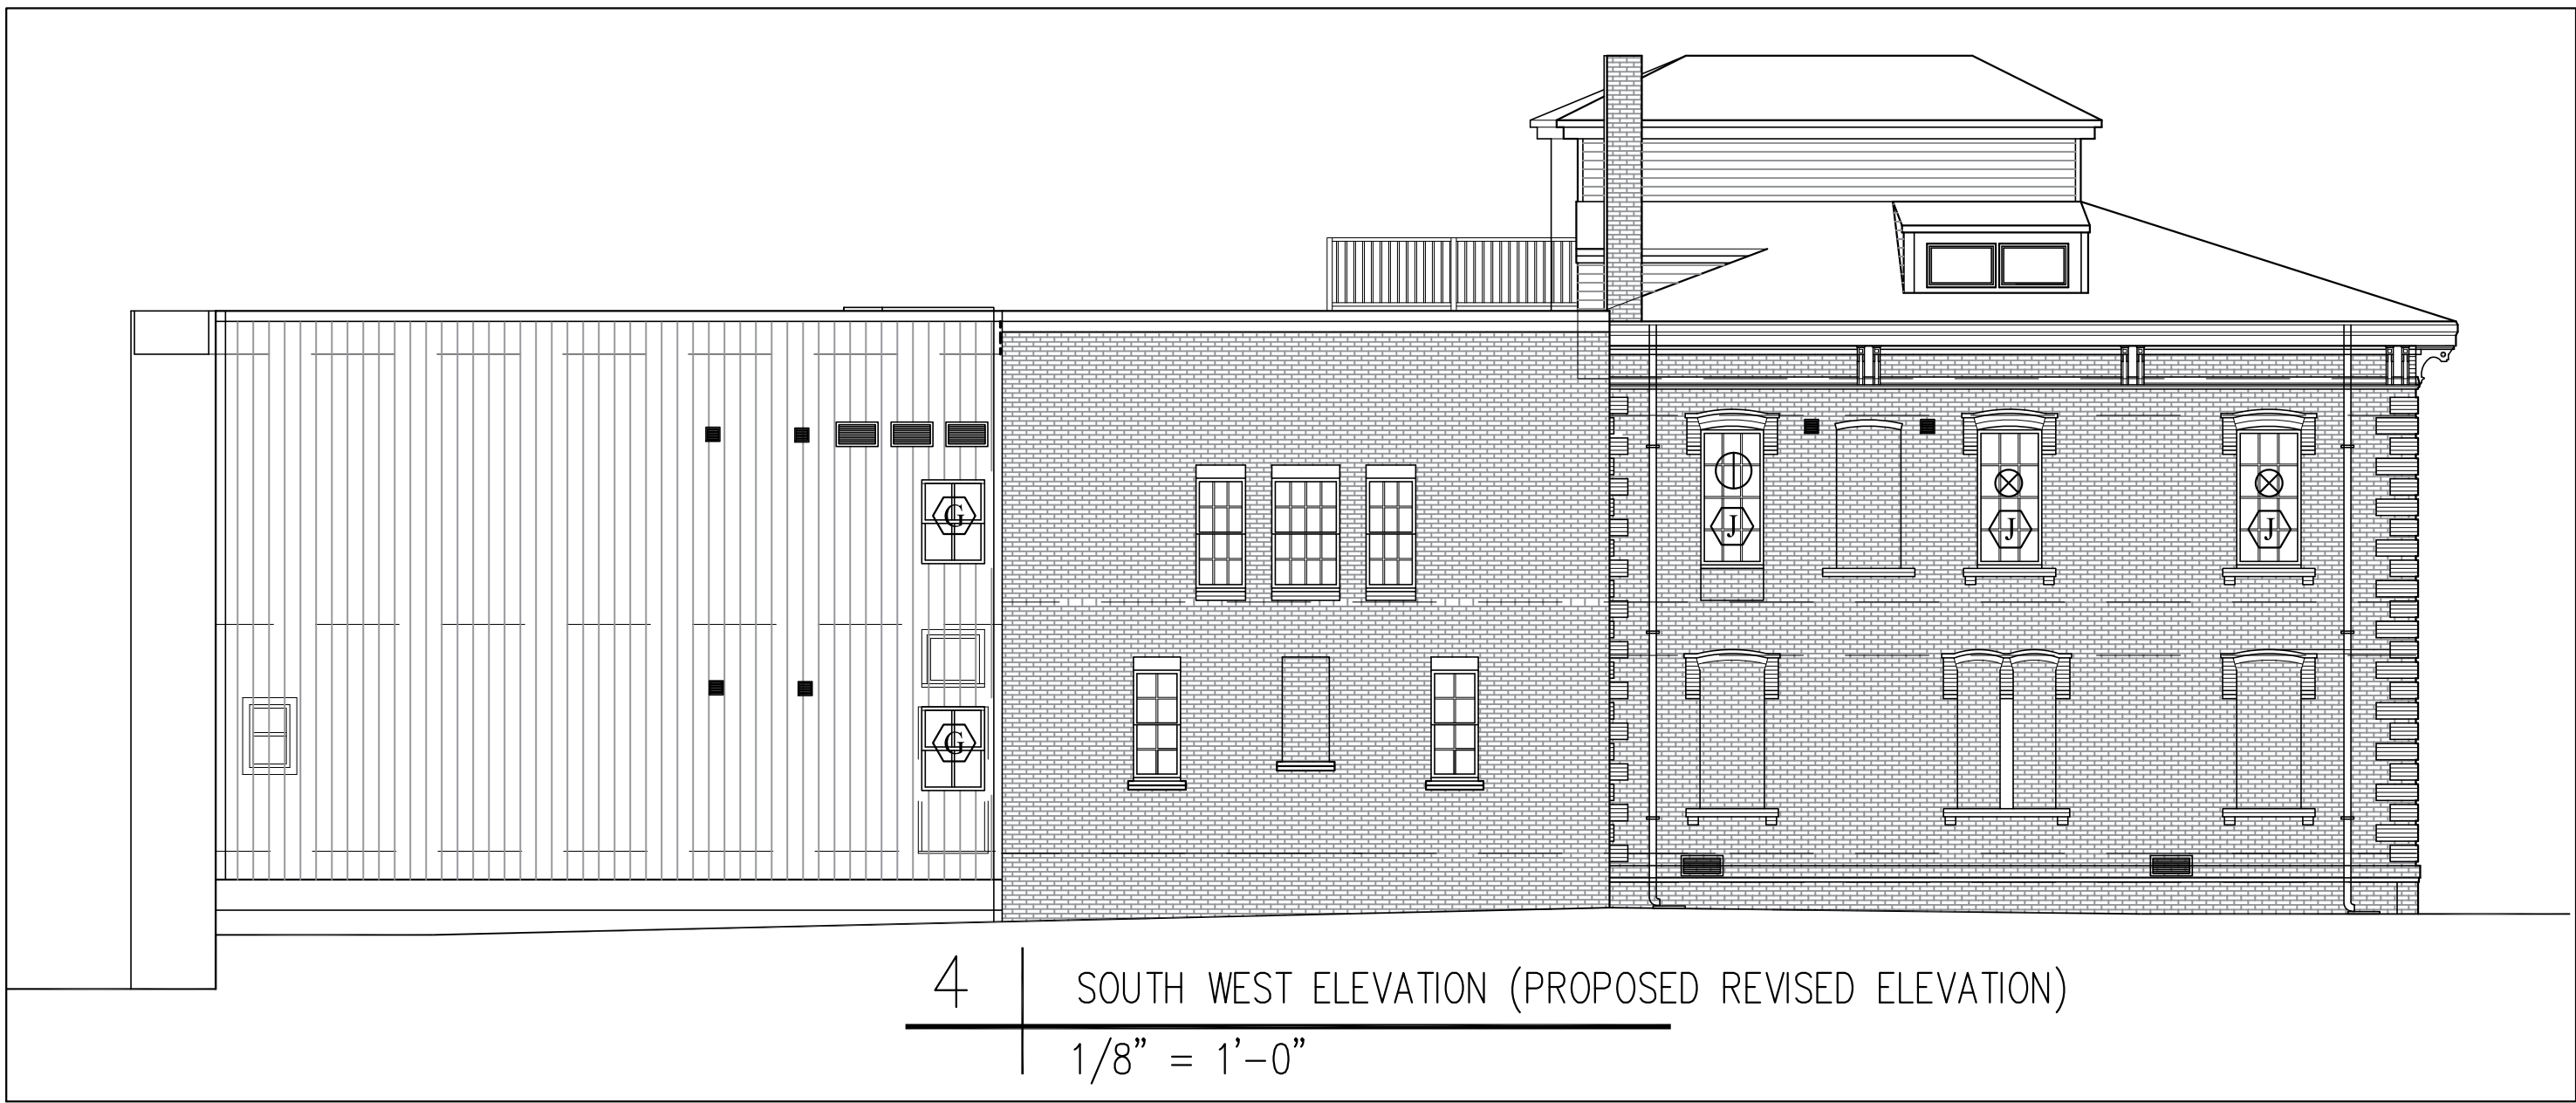 G
J
J
J
G
4
SOUTH WEST ELEVATION (PROPOSED REVISED ELEVATION)
1/8" = 1'-0"